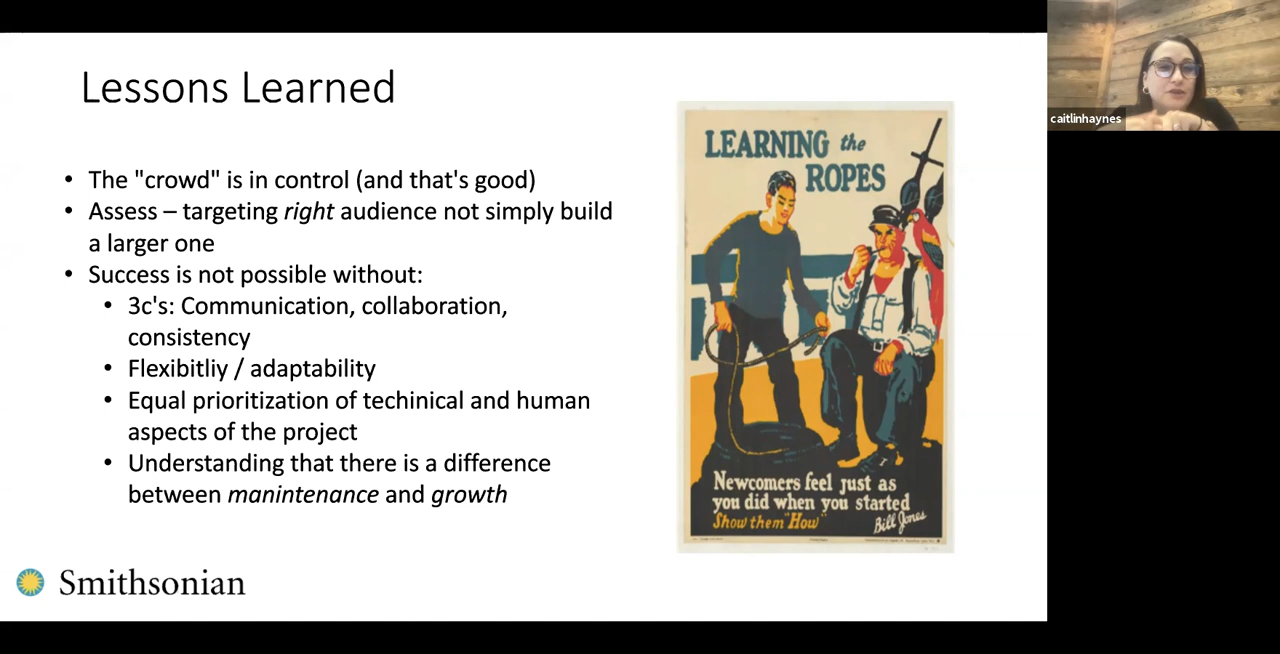 Lessons Learned
• The "crowd" is in control (and that's good)
• Assess – targeting right audience not simply build
a larger one
• Success is not possible without:
• 3c's: Communication, collaboration,
consistency
• Flexibitliy / adaptability
• Equal prioritization of techinical and human
aspects of the project
• Understanding that there is a difference
between manintenance and growth
Smithsonian
LEARNING the
ROPES
Newcomers feel just as
you did when you started
Show them "How"
Bill Jones
caitlinhaynes